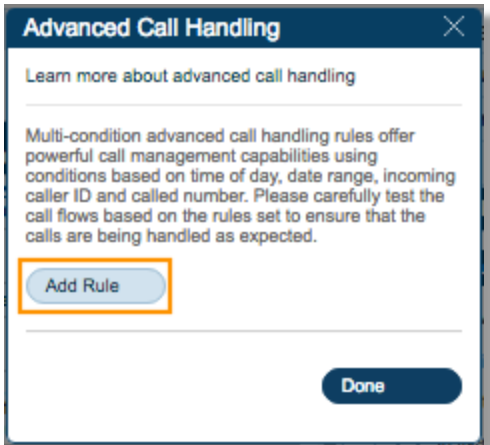 Advanced Call Handling
Learn more about advanced call handling
Multi-condition advanced call handling rules offer
powerful call management capabilities using
conditions based on time of day, date range, incoming
caller ID and called number. Please carefully test the
call flows based on the rules set to ensure that the
calls are being handled as expected.
Add Rule
Done